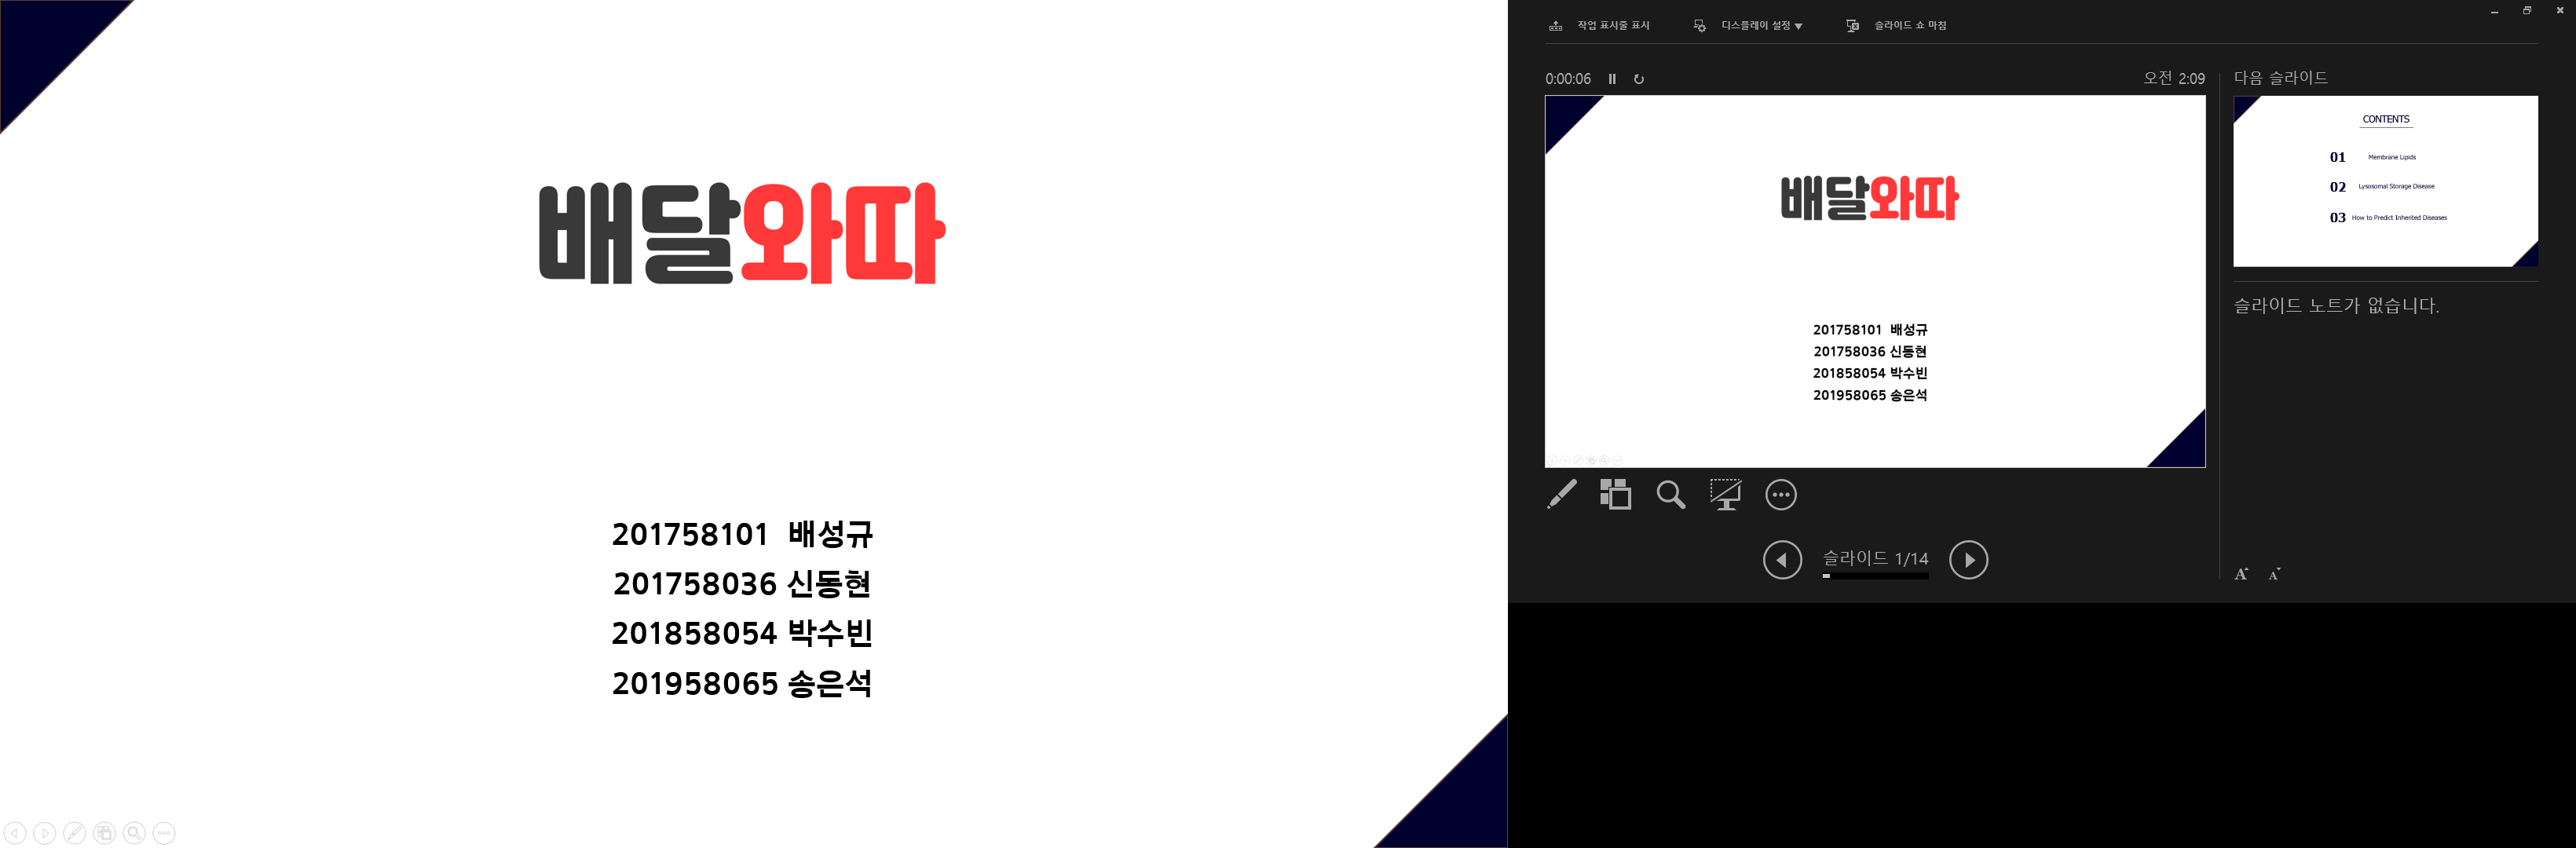 배달와따
201758101 배성규
201758036 신동현
201858054 박수빈
201958065 송은석
작업 표시줄 표시
디스플레이 설정
슬라이드 쇼 마침
0:00:06
오전 2:09
배달와따
201758101 배성규
201758036 신동현
201858054 박수빈
201958065 송은석
슬라이드 1/14
다음 슬라이드
CONTENTS
01 Membrane Lipids
02 Lysosomal Storage Disease
03 How to Predict Inherited Diseases
슬라이드 노트가 없습니다.
A A